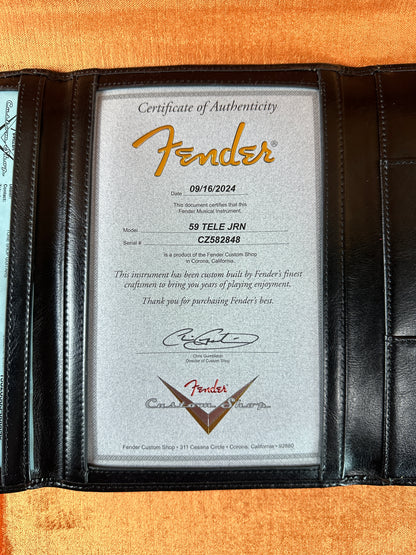 Certificate of Authenticity
Fender®
Date 09/16/2024
This document certifies that this
Fender Musical Instrument,
Model 59 TELE JRN
Serial # CZ582848
is a product of the Fender Custom Shop
in Corona, California.
This instrument has been custom built by Fender's finest
craftsmen to bring you years of playing enjoyment.
Thank you for purchasing Fender's best.
Director of Custom Shop
Fender
Custom Shop
Fender Custom Shop • 311 Cessna Circle • Corona, California • 92880
Custom Shop